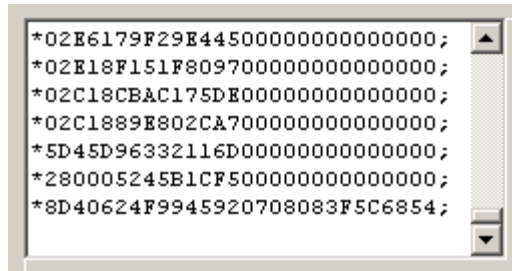 *02E6179F29E44500000000000000;
*02E18F151F809700000000000000;
*02C18CBAC175DE00000000000000;
*02C1889E802CA700000000000000;
*5D45D96332116D00000000000000;
*280005245B1CF500000000000000;
*8D40624F9945920708083F5C6854;